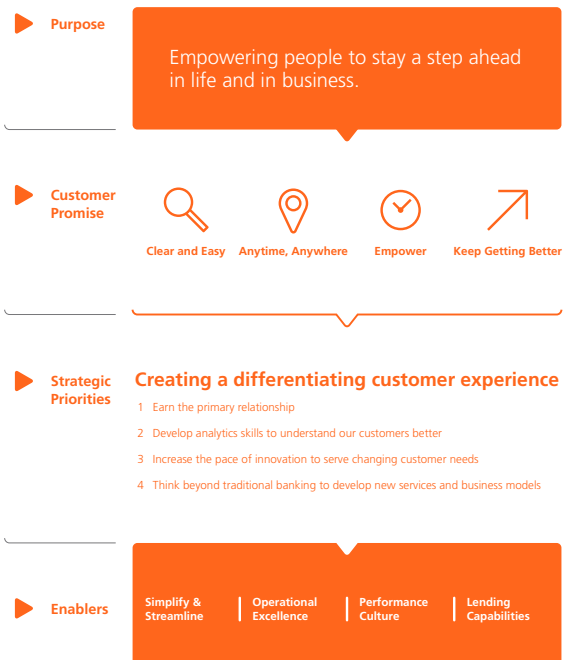 Purpose
Empowering people to stay a step ahead
in life and in business.
Customer
Promise
Clear and Easy
Anytime, Anywhere
Empower
Keep Getting Better
Strategic
Priorities
Creating a differentiating customer experience
1 Earn the primary relationship
2 Develop analytics skills to understand our customers better
3 Increase the pace of innovation to serve changing customer needs
4 Think beyond traditional banking to develop new services and business models
Enablers
Simplify &
Streamline
Operational
Excellence
Performance
Culture
Lending
Capabilities